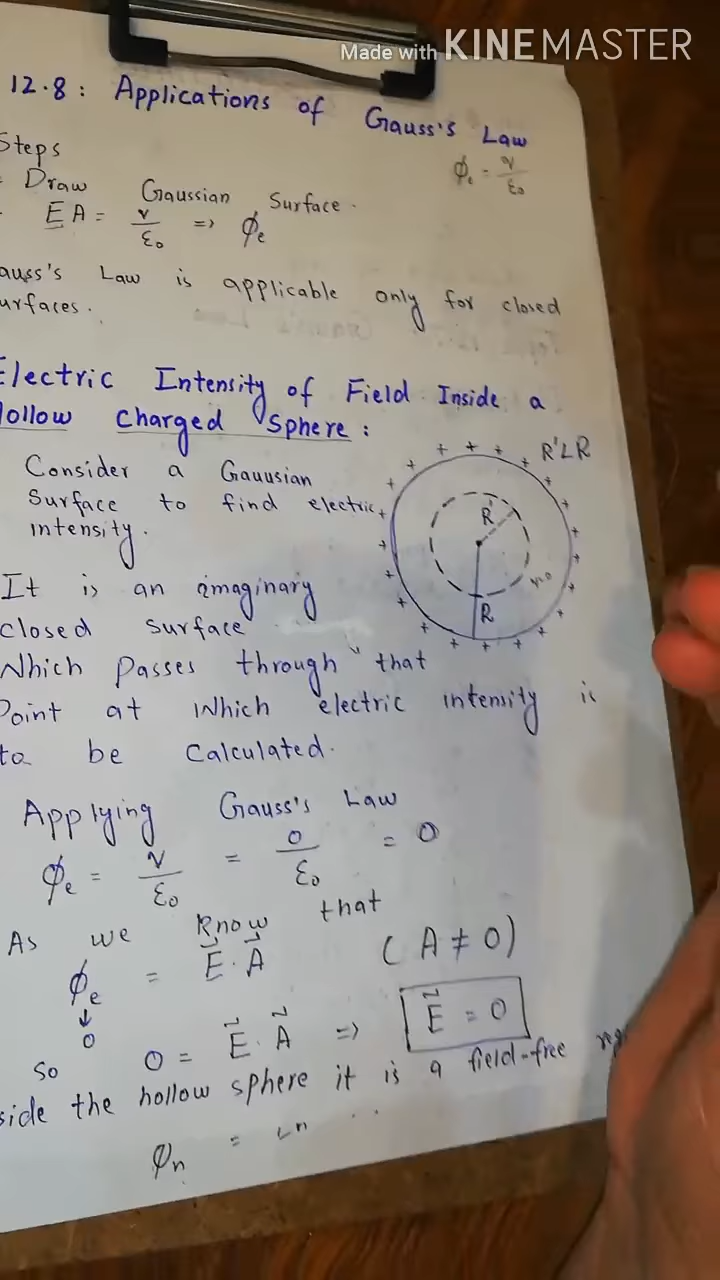 Made with KINEMASTER
12.8: Applications of Gauss's Law
Steps
Draw Gaussian Surface.
φe = q/ε0
EA = q/ε0 => φe
auss's Law is applicable only for closed
urfaces.
Electric Intensity of Field Inside a
ollow Charged Sphere:
R'<R
Consider a Gauusian
Surface to find electric
intensity.
R'
R
It is an imaginary
closed surface
Which passes through that
Point at which electric intensity is
to be calculated.
Applying Gauss's Law
φe = q/ε0 = 0/ε0 = 0
As we know that
φe = E⃗ . A⃗ (A ≠ 0)
↓
0
So 0 = E⃗ . A⃗ => E⃗ = 0
side the hollow sphere it is a field-free